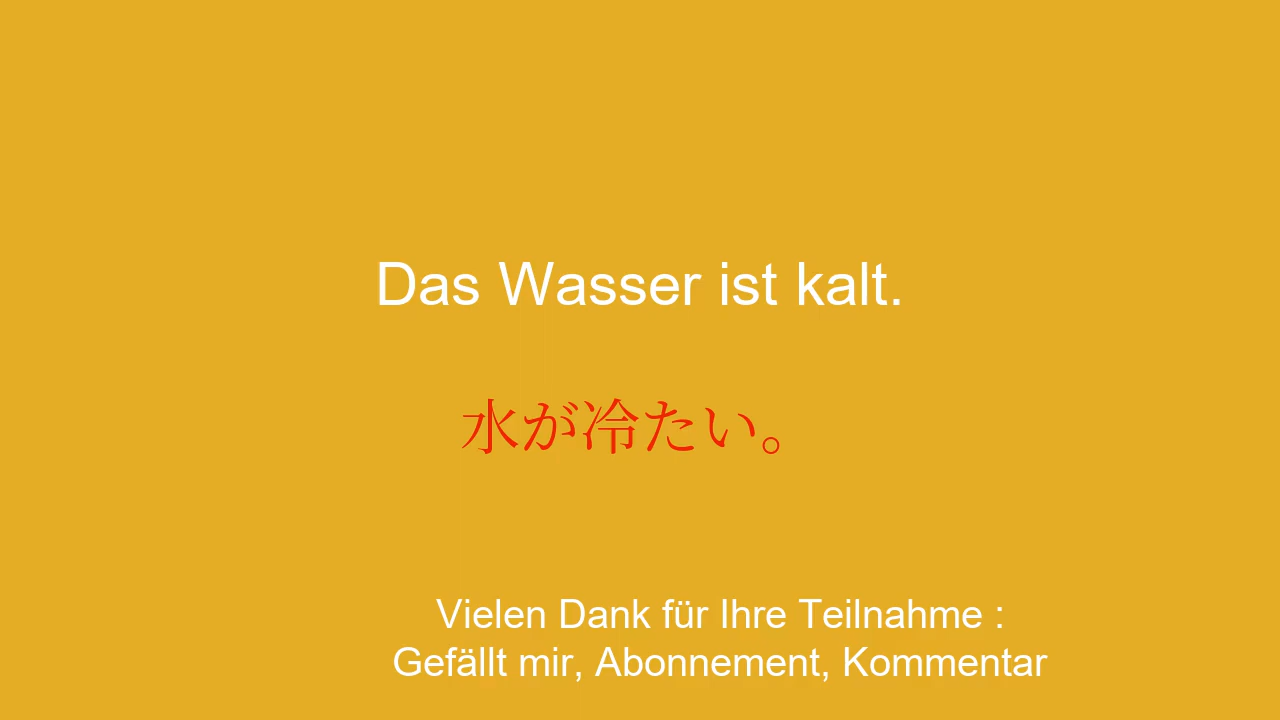 Das Wasser ist kalt.
水が冷たい。
Vielen Dank für Ihre Teilnahme :
Gefällt mir, Abonnement, Kommentar